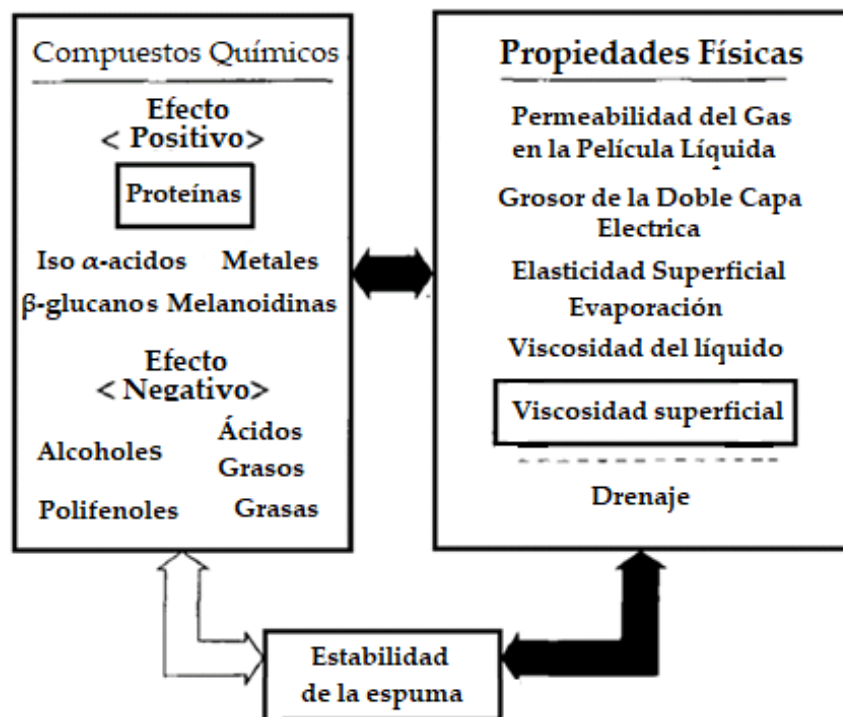 Compuestos Químicos
Efecto
< Positivo>
Proteínas
Iso α-acidos Metales
β-glucanos Melanoidinas
Efecto
< Negativo>
Alcoholes
Ácidos
Grasos
Polifenoles Grasas
Propiedades Físicas
Permeabilidad del Gas
en la Película Líquida
Grosor de la Doble Capa
Electrica
Elasticidad Superficial
Evaporación
Viscosidad del líquido
Viscosidad superficial
Drenaje
Estabilidad
de la espuma